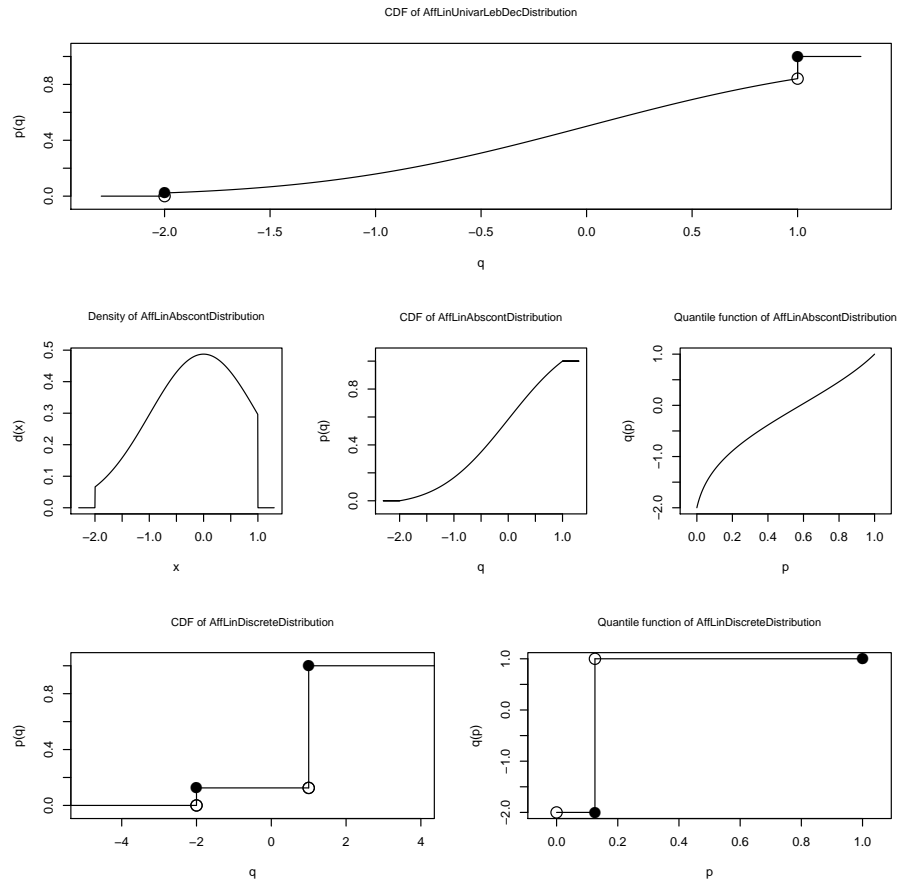 CDF of AffLinUnivarLebDecDistribution
p(q)
0.0 0.4 0.8
−2.0 −1.5 −1.0 −0.5 0.0 0.5 1.0
q
Density of AffLinAbscontDistribution
d(x)
0.0 0.1 0.2 0.3 0.4 0.5
−2.0 −1.0 0.0 1.0
x
CDF of AffLinAbscontDistribution
p(q)
0.0 0.4 0.8
−2.0 −1.0 0.0 1.0
q
Quantile function of AffLinAbscontDistribution
q(p)
−2.0 −1.0 0.0 1.0
0.0 0.2 0.4 0.6 0.8 1.0
p
CDF of AffLinDiscreteDistribution
p(q)
0.0 0.4 0.8
−4 −2 0 2 4
q
Quantile function of AffLinDiscreteDistribution
q(p)
−2.0 −1.0 0.0 1.0
0.0 0.2 0.4 0.6 0.8 1.0
p